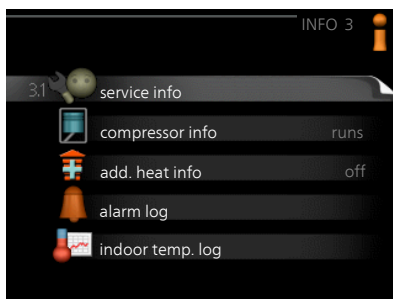 INFO 3
3.1 service info
compressor info runs
add. heat info off
alarm log
indoor temp. log